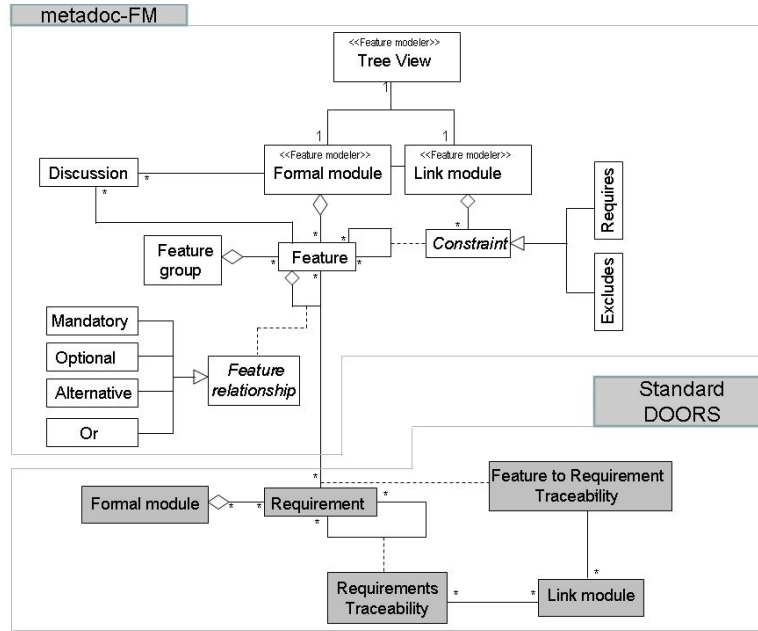 metadoc-FM
<<Feature modeler>>
Tree View
1
1
1
<<Feature modeler>>
Formal module
<<Feature modeler>>
Link module
Discussion
*
*
*
*
Requires
Feature
group
*
Feature
*
*
*
Constraint
Excludes
Mandatory
Optional
Alternative
Or
Feature
relationship
Standard
DOORS
*
Feature to Requirement
Traceability
Formal module
*
*
Requirement
*
*
Requirements
Traceability
*
*
*
Link module